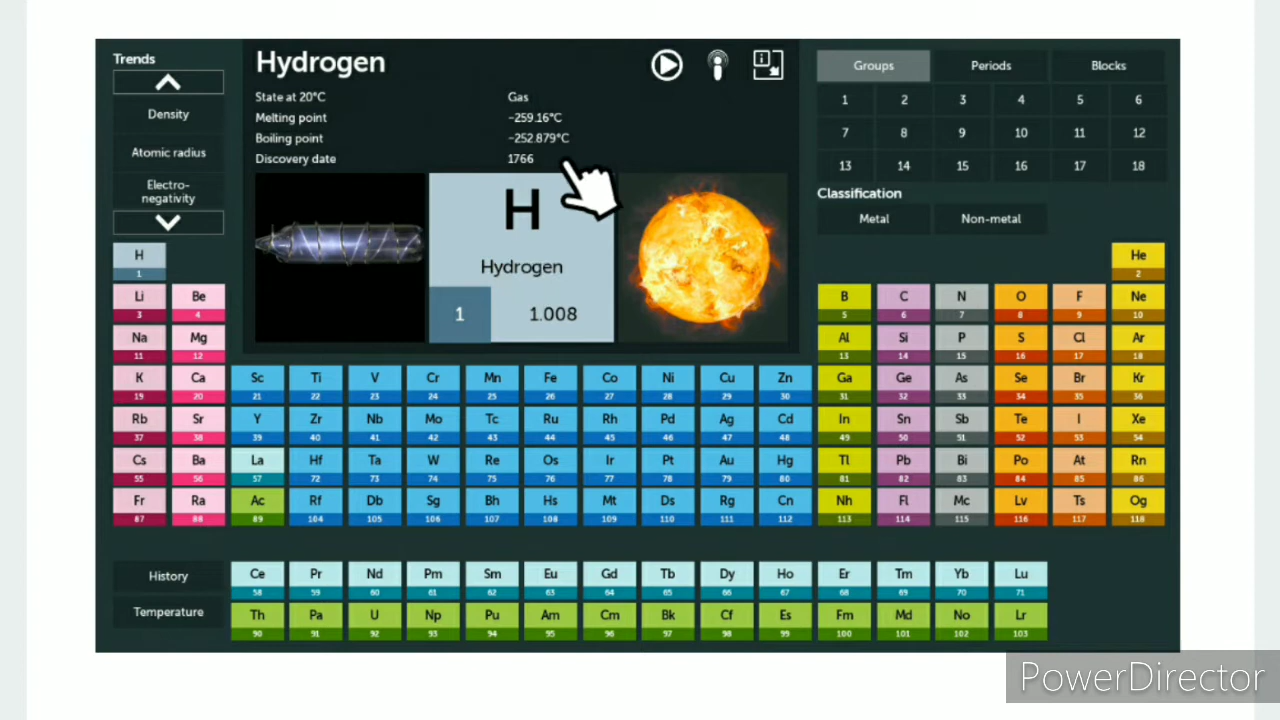 Trends
Density
Atomic radius
Electro-
negativity
Hydrogen
State at 20°C Gas
Melting point −259.16°C
Boiling point −252.879°C
Discovery date 1766
H
Hydrogen
1 1.008
Groups Periods Blocks
1 2 3 4 5 6
7 8 9 10 11 12
13 14 15 16 17 18
Classification
Metal Non-metal
H He
1 2
Li Be B C N O F Ne
3 4 5 6 7 8 9 10
Na Mg Al Si P S Cl Ar
11 12 13 14 15 16 17 18
K Ca Sc Ti V Cr Mn Fe Co Ni Cu Zn Ga Ge As Se Br Kr
19 20 21 22 23 24 25 26 27 28 29 30 31 32 33 34 35 36
Rb Sr Y Zr Nb Mo Tc Ru Rh Pd Ag Cd In Sn Sb Te I Xe
37 38 39 40 41 42 43 44 45 46 47 48 49 50 51 52 53 54
Cs Ba La Hf Ta W Re Os Ir Pt Au Hg Tl Pb Bi Po At Rn
55 56 57 72 73 74 75 76 77 78 79 80 81 82 83 84 85 86
Fr Ra Ac Rf Db Sg Bh Hs Mt Ds Rg Cn Nh Fl Mc Lv Ts Og
87 88 89 104 105 106 107 108 109 110 111 112 113 114 115 116 117 118
History
Temperature
Ce Pr Nd Pm Sm Eu Gd Tb Dy Ho Er Tm Yb Lu
58 59 60 61 62 63 64 65 66 67 68 69 70 71
Th Pa U Np Pu Am Cm Bk Cf Es Fm Md No Lr
90 91 92 93 94 95 96 97 98 99 100 101 102 103
PowerDirector